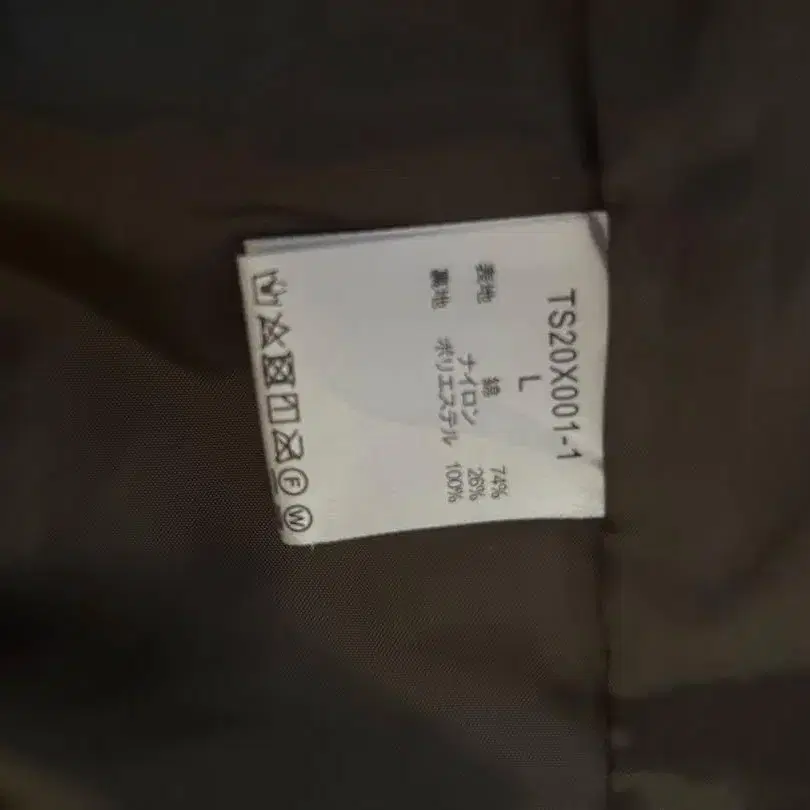 TS20X001-1
L
表地 綿 74%
ナイロン 26%
裏地 ポリエステル 100%
F W